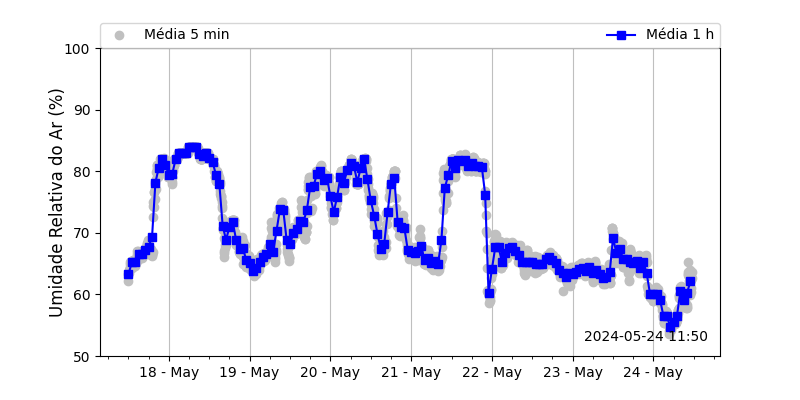 Média 5 min
Média 1 h
Umidade Relativa do Ar (%)
100
90
80
70
60
50
2024-05-24 11:50
18 - May
19 - May
20 - May
21 - May
22 - May
23 - May
24 - May